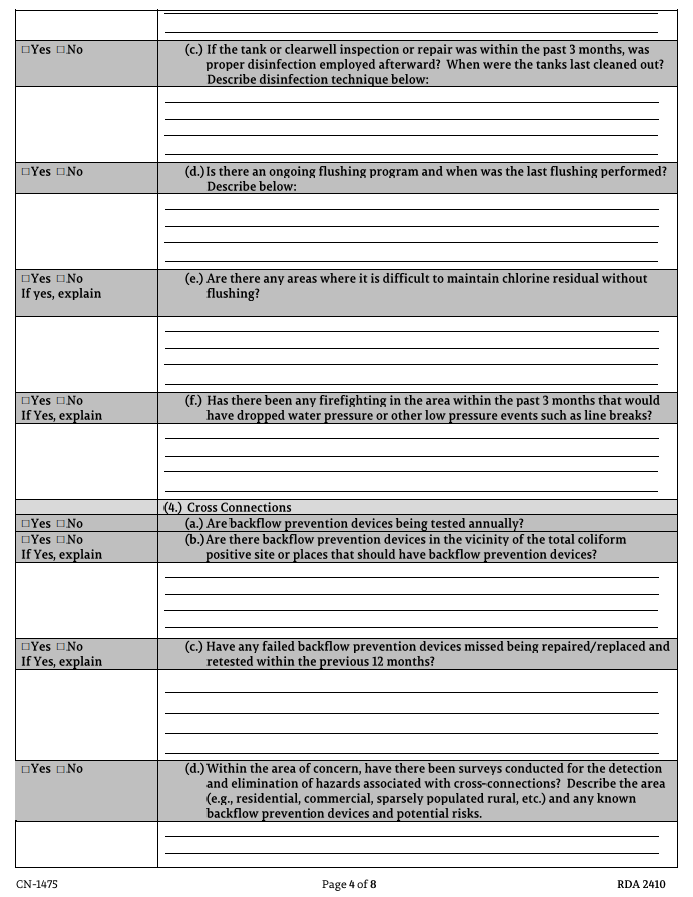 ☐Yes ☐No (c.) If the tank or clearwell inspection or repair was within the past 3 months, was
proper disinfection employed afterward? When were the tanks last cleaned out?
Describe disinfection technique below:
☐Yes ☐No (d.) Is there an ongoing flushing program and when was the last flushing performed?
Describe below:
☐Yes ☐No (e.) Are there any areas where it is difficult to maintain chlorine residual without
If yes, explain flushing?
☐Yes ☐No (f.) Has there been any firefighting in the area within the past 3 months that would
If Yes, explain have dropped water pressure or other low pressure events such as line breaks?
(4.) Cross Connections
☐Yes ☐No (a.) Are backflow prevention devices being tested annually?
☐Yes ☐No (b.) Are there backflow prevention devices in the vicinity of the total coliform
If Yes, explain positive site or places that should have backflow prevention devices?
☐Yes ☐No (c.) Have any failed backflow prevention devices missed being repaired/replaced and
If Yes, explain retested within the previous 12 months?
☐Yes ☐No (d.) Within the area of concern, have there been surveys conducted for the detection
and elimination of hazards associated with cross-connections? Describe the area
(e.g., residential, commercial, sparsely populated rural, etc.) and any known
backflow prevention devices and potential risks.
CN-1475 Page 4 of 8 RDA 2410